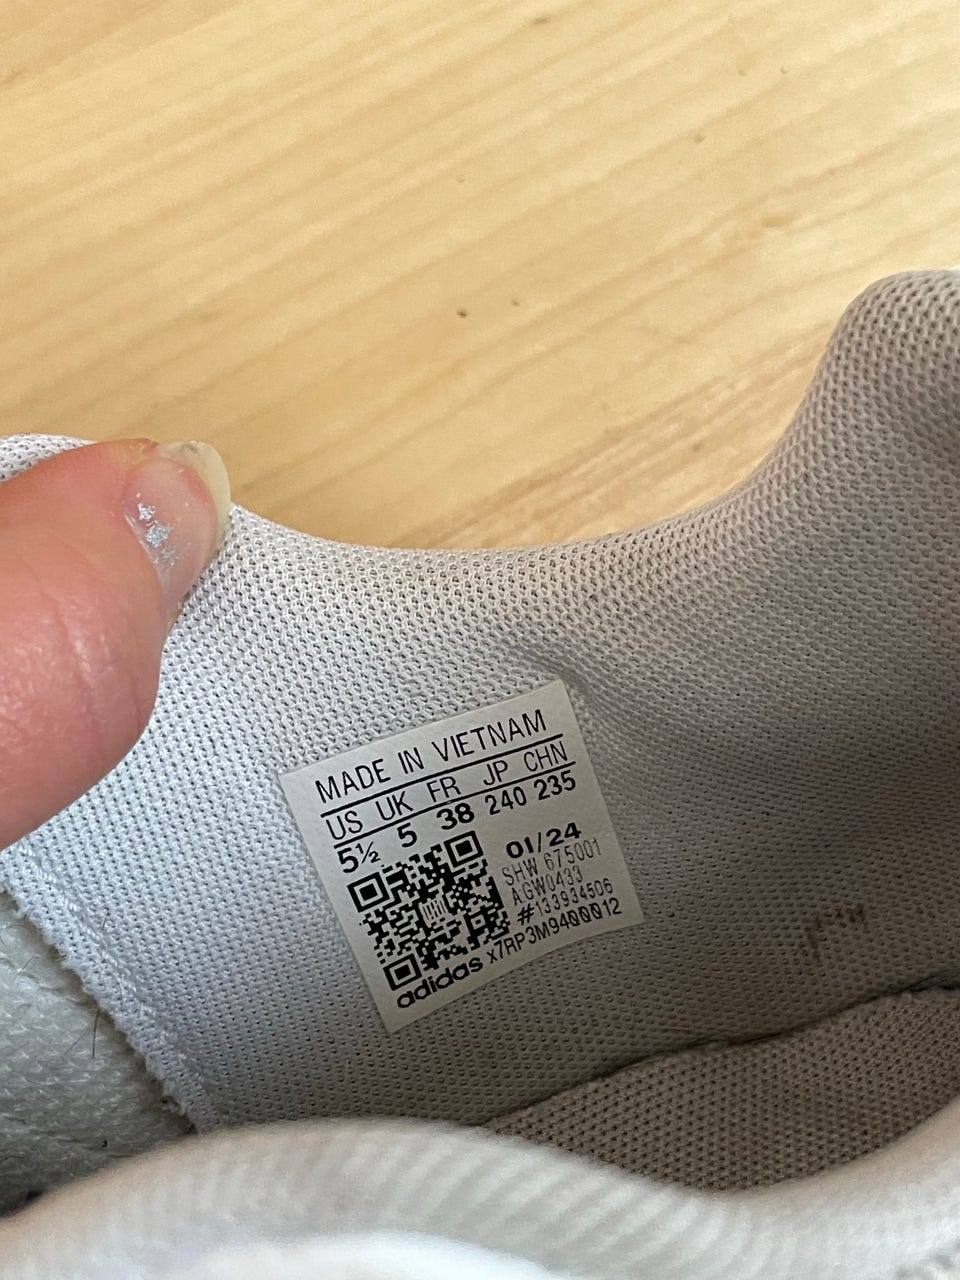 MADE IN VIETNAM
US UK FR JP CHN
5½ 5 38 240 235
01/24
SHW 675001
AGW0433
#133934506
x7RP3M9400012
adidas